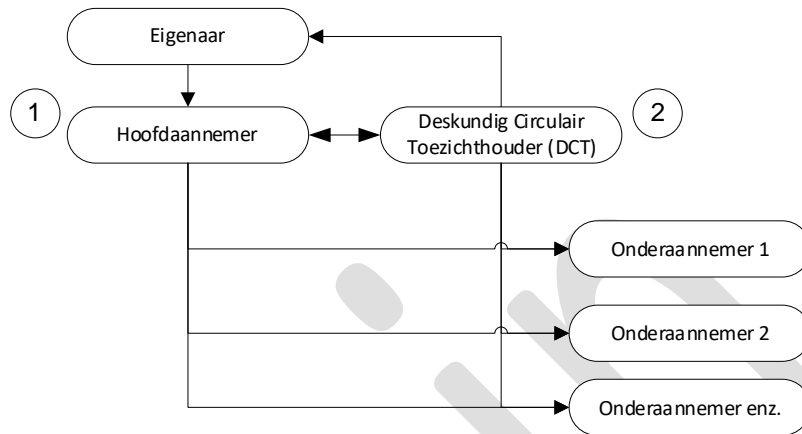 Eigenaar
1
Hoofdaannemer
Deskundig Circulair
Toezichthouder (DCT)
2
Onderaannemer 1
Onderaannemer 2
Onderaannemer enz.